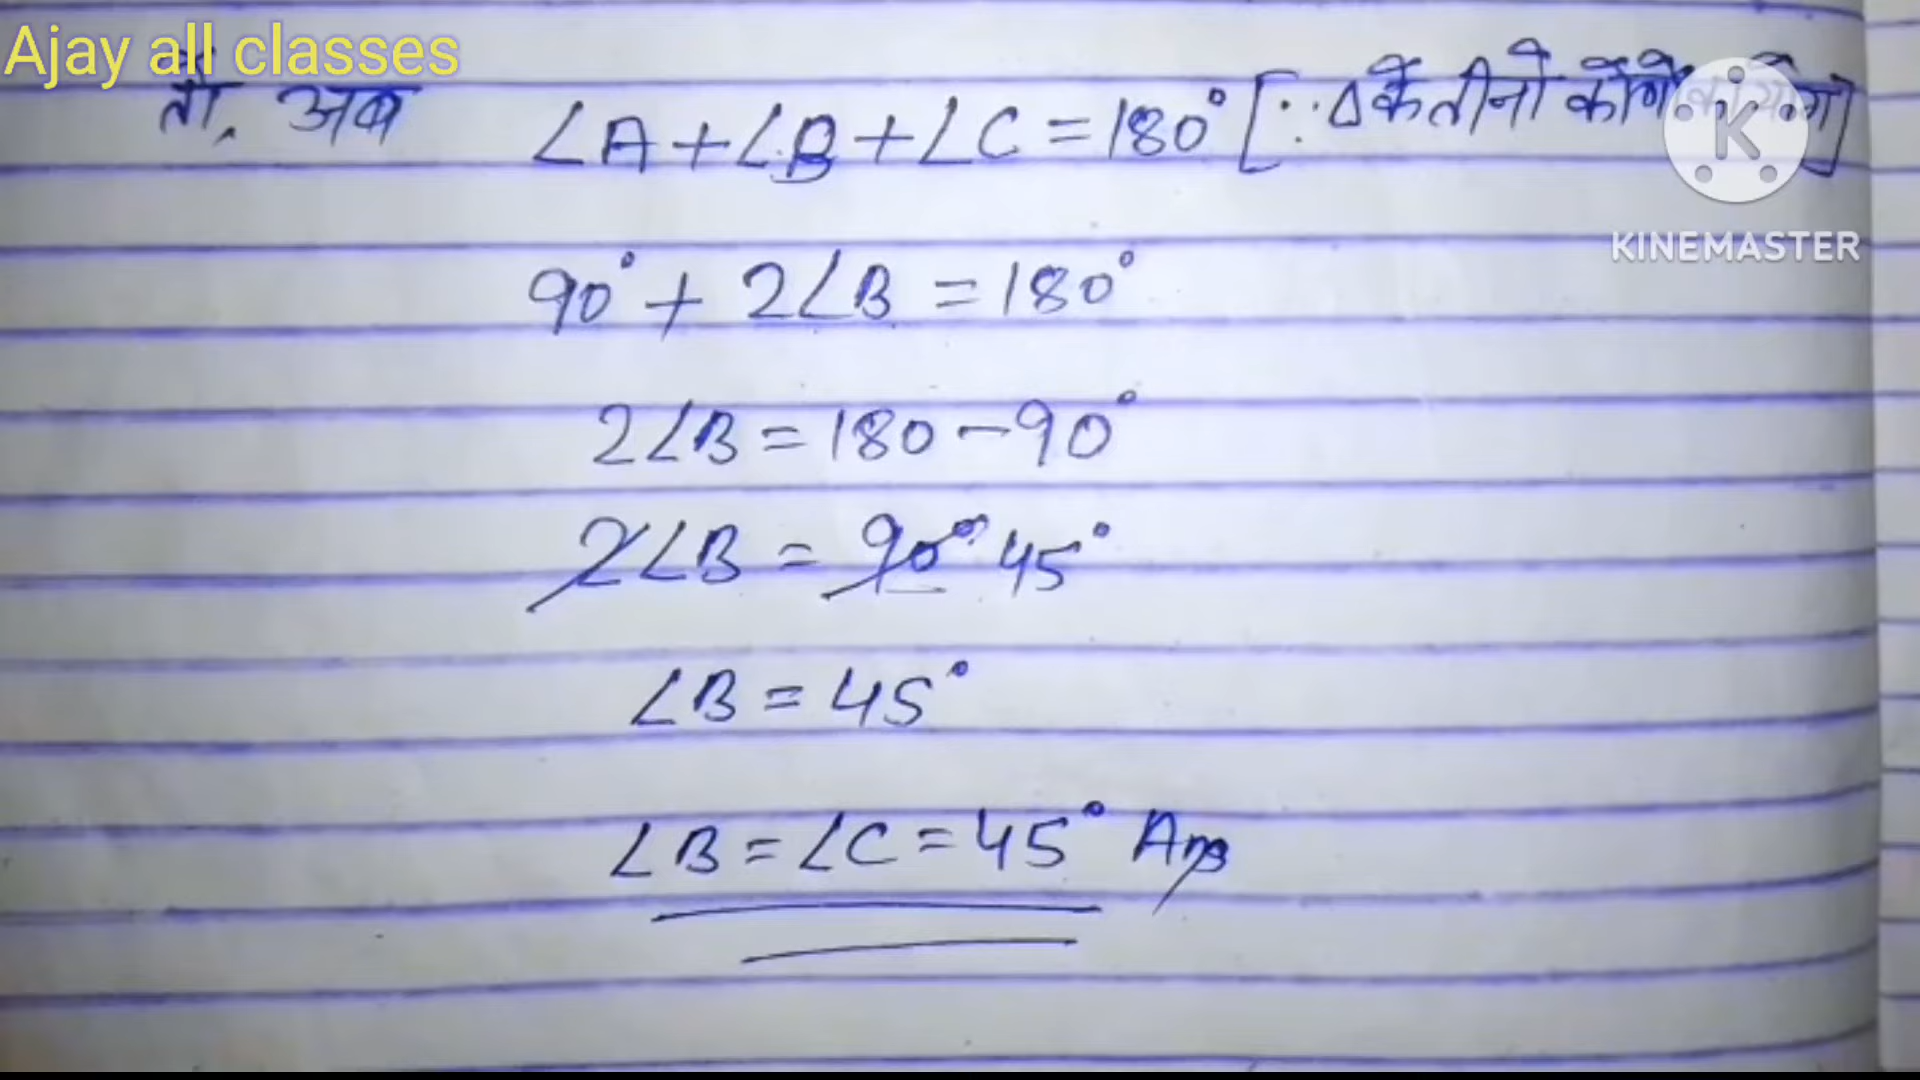 Ajay all classes
तो, अब ∠A+∠B+∠C=180° [∵ Δ के तीनो कोणों का योग]
K
KINEMASTER
90°+ 2∠B = 180°
2∠B = 180-90°
2∠B = 90° 45°
∠B = 45°
∠B = ∠C = 45° Ans